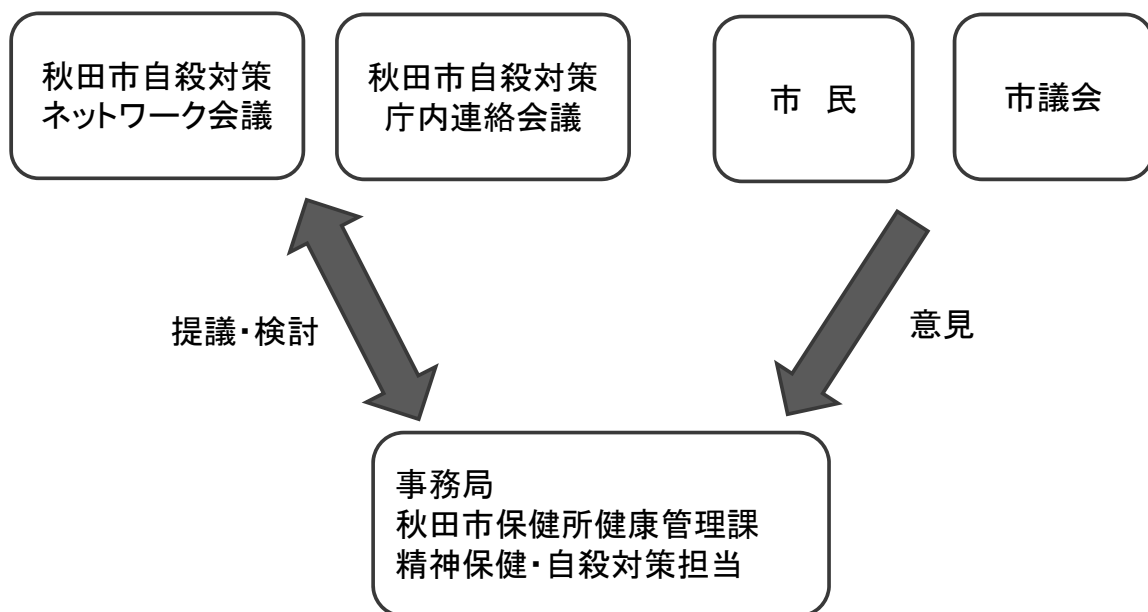 秋田市自殺対策
ネットワーク会議
秋田市自殺対策
庁内連絡会議
市　民
市議会
提議・検討
意見
事務局
秋田市保健所健康管理課
精神保健・自殺対策担当